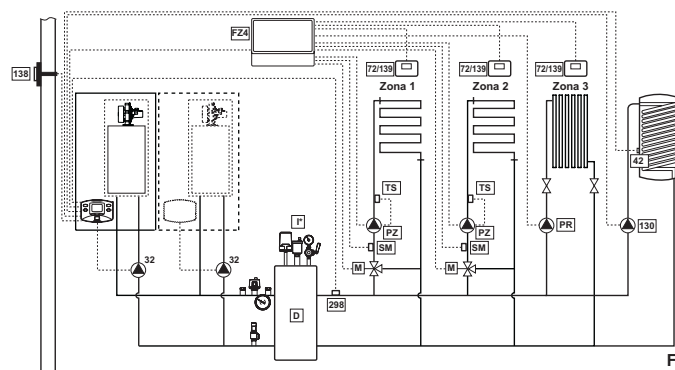 FZ4
72/139
72/139
72/139
Zona 1
Zona 2
Zona 3
138
42
TS
TS
I*
PZ
PZ
PR
130
SM
SM
32
32
M
M
298
D
F